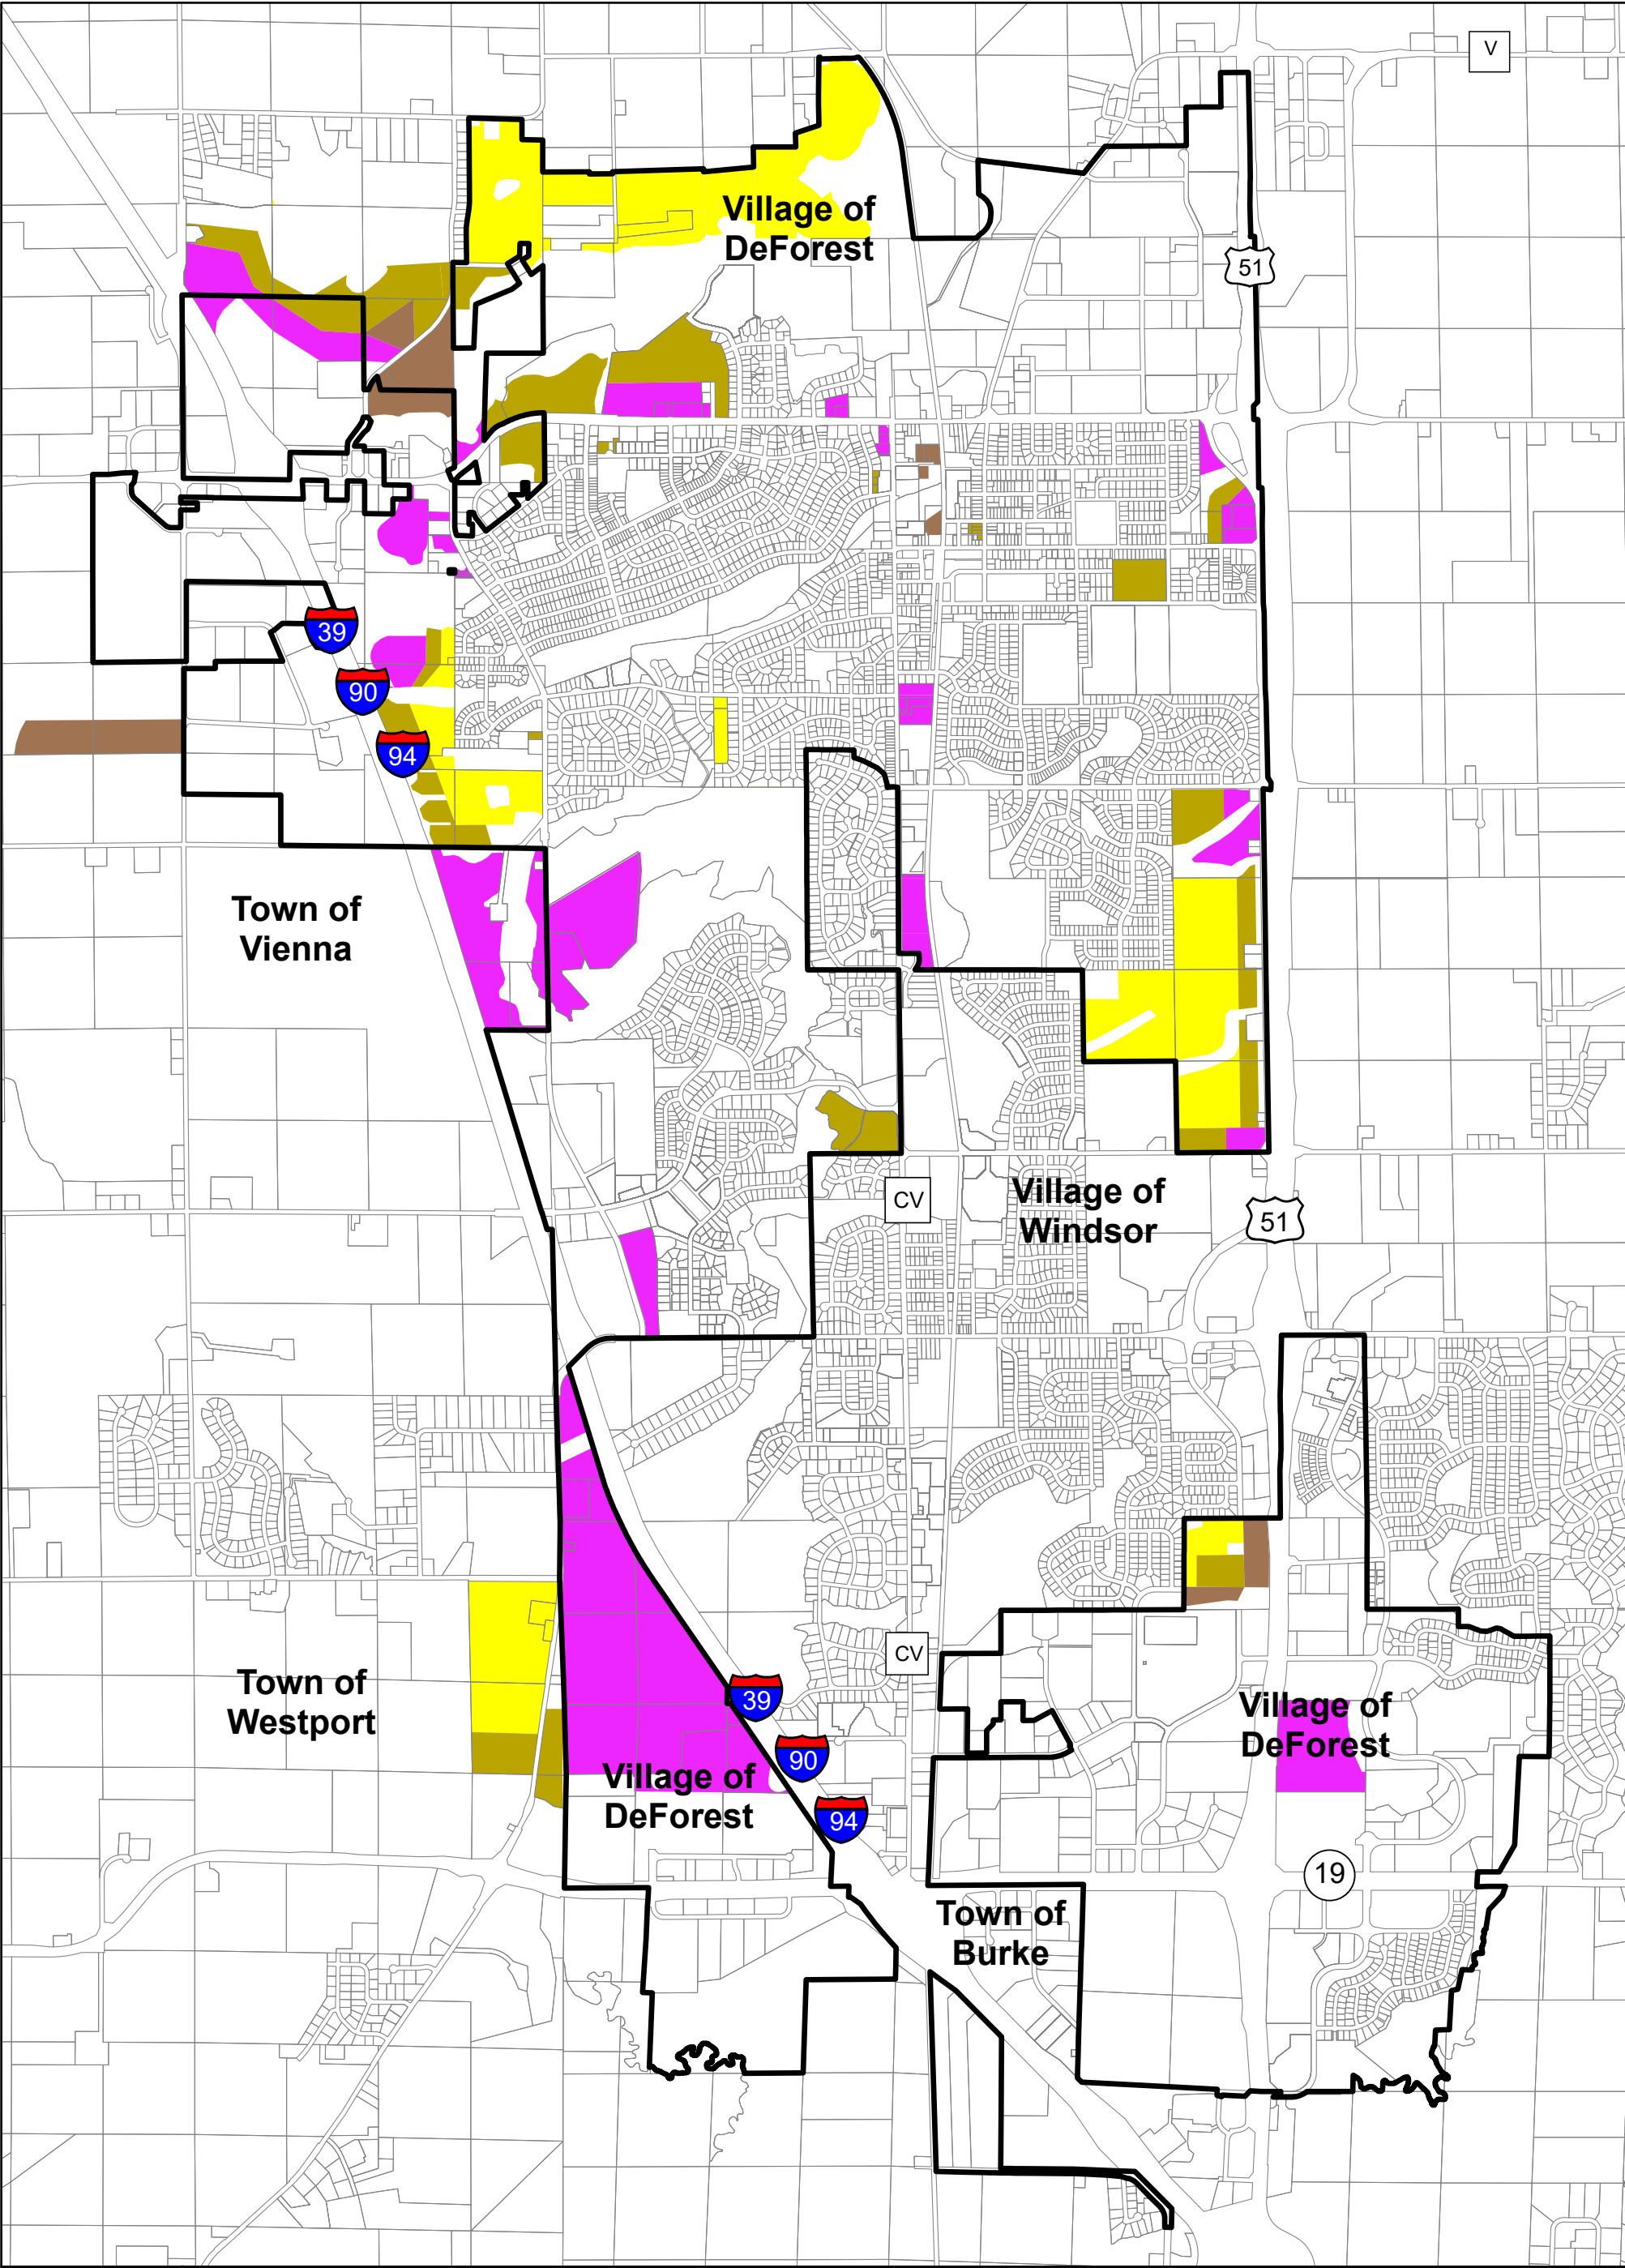 V
Village of
DeForest
51
39
90
94
Town of
Vienna
CV
Village of
Windsor
51
CV
Town of
Westport
39
Village of
DeForest
90
Village of
DeForest
94
19
Town of
Burke